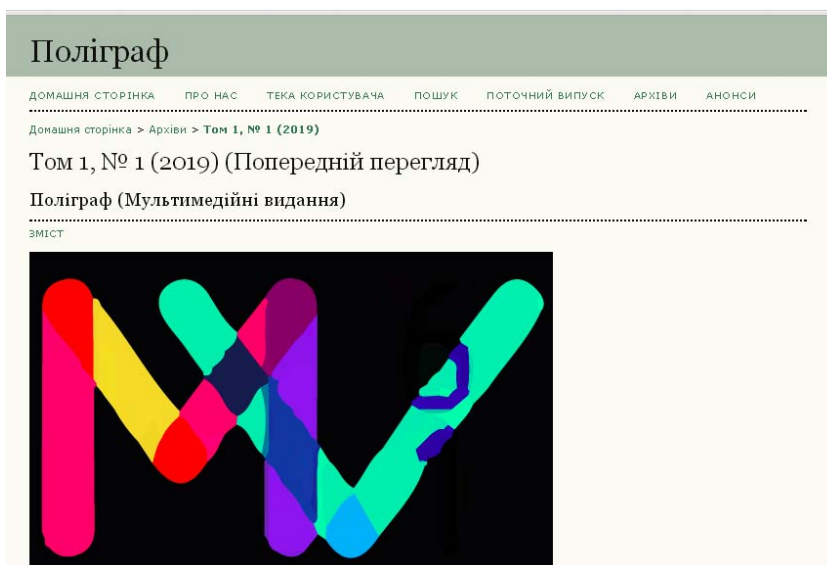 Поліграф
ДОМАШНЯ СТОРІНКА ПРО НАС ТЕКА КОРИСТУВАЧА ПОШУК ПОТОЧНИЙ ВИПУСК АРХІВИ АНОНСИ
Домашня сторінка > Архіви > Том 1, № 1 (2019)
Том 1, № 1 (2019) (Попередній перегляд)
Поліграф (Мультимедійні видання)
ЗМІСТ